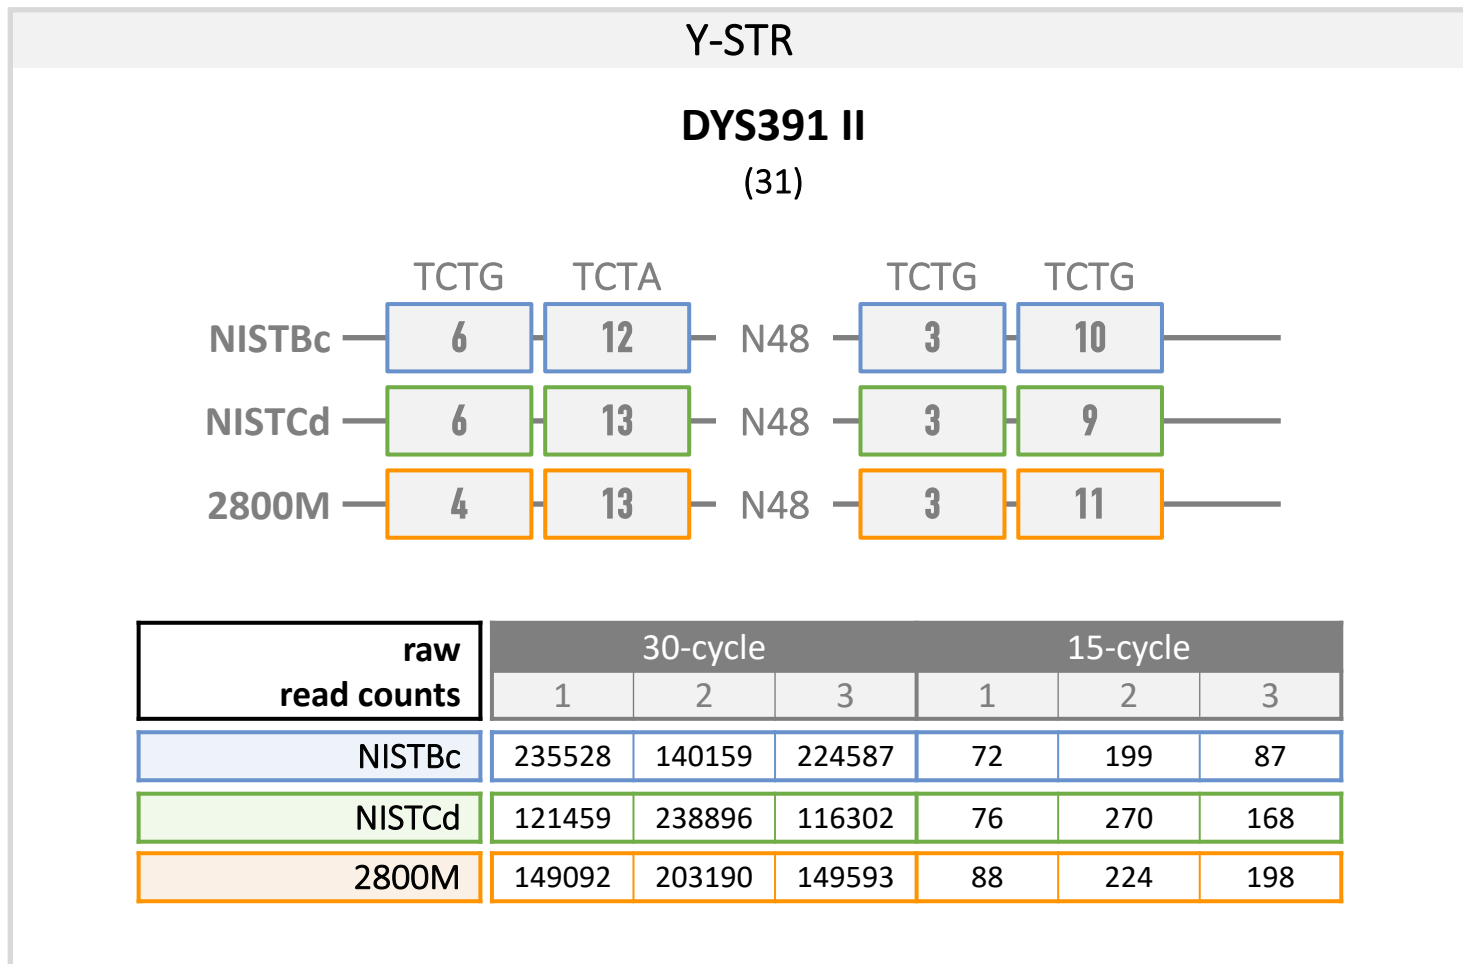 Y-STR
DYS391 II
(31)
TCTG TCTA TCTG TCTG
NISTBc 6 12 N48 3 10
NISTCd 6 13 N48 3 9
2800M 4 13 N48 3 11
raw 30-cycle 15-cycle
read counts 1 2 3 1 2 3
NISTBc 235528 140159 224587 72 199 87
NISTCd 121459 238896 116302 76 270 168
2800M 149092 203190 149593 88 224 198